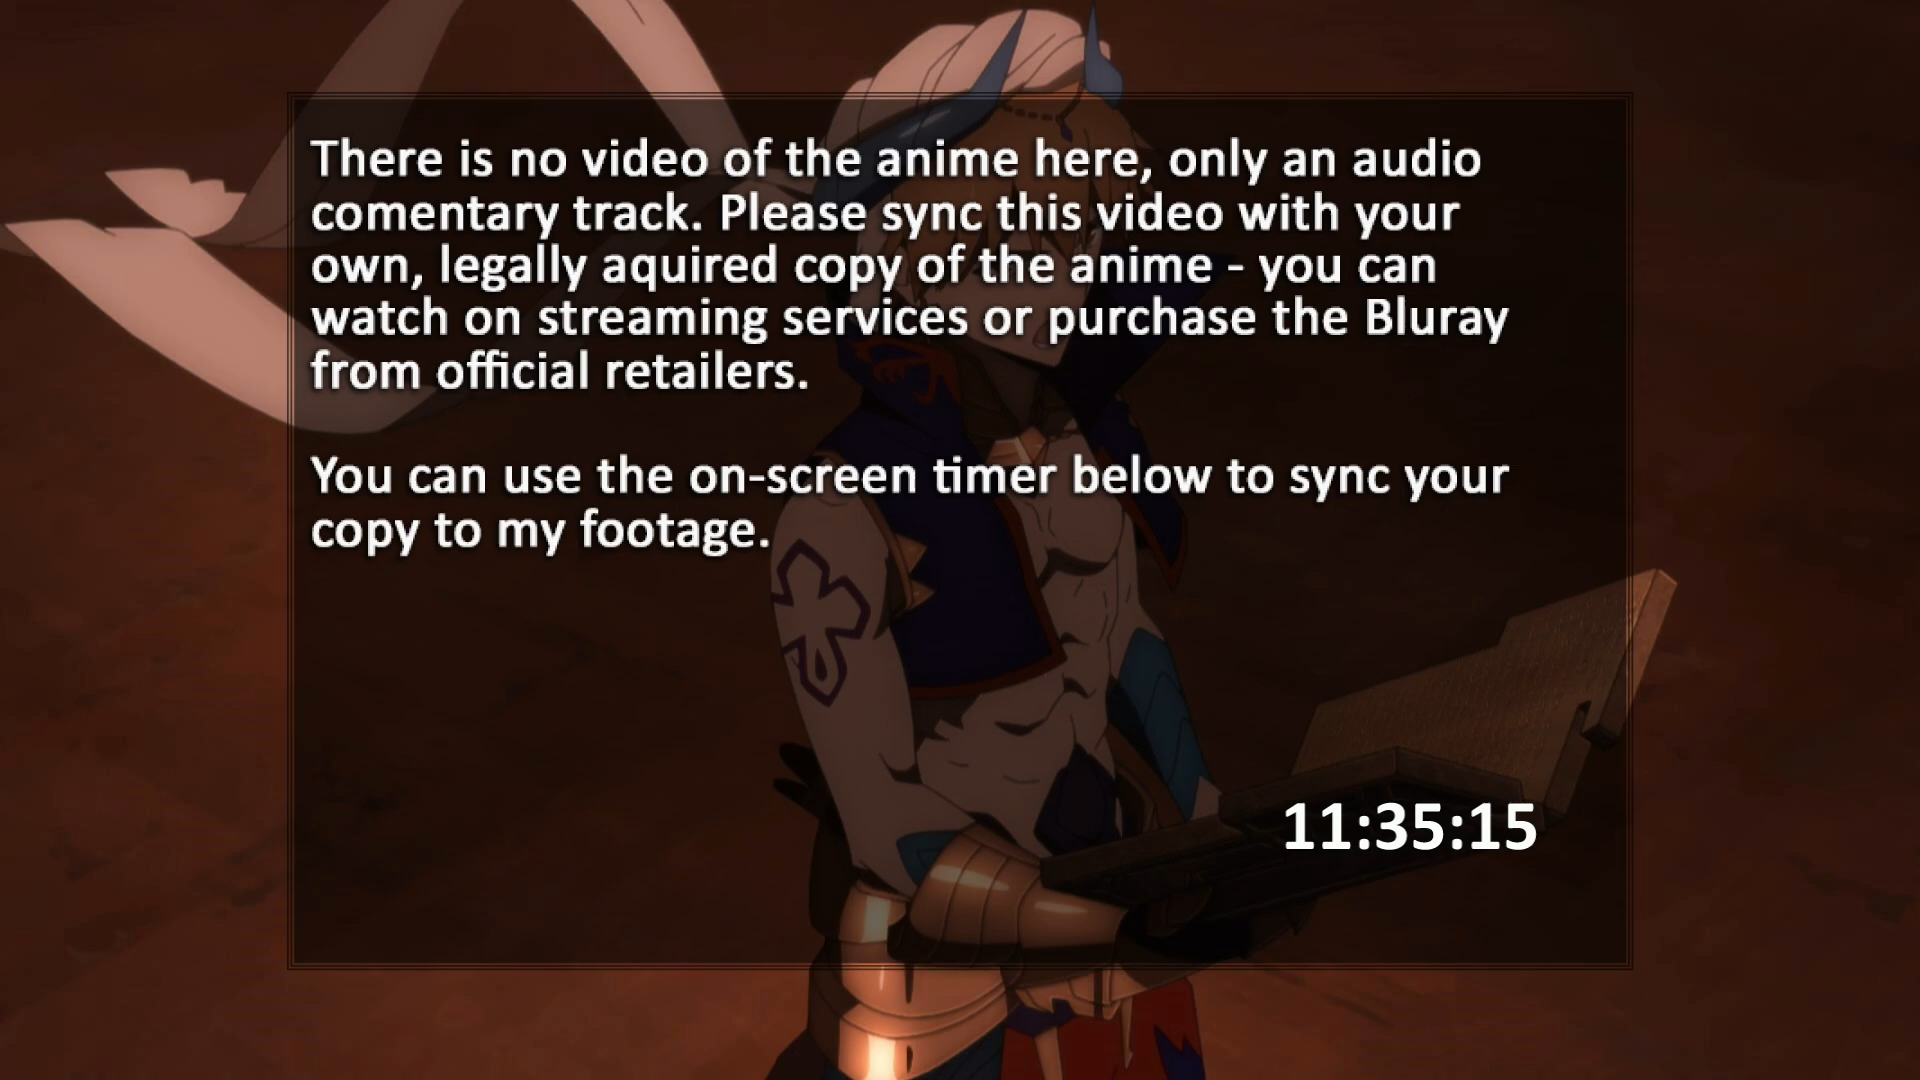 There is no video of the anime here, only an audio
comentary track. Please sync this video with your
own, legally aquired copy of the anime - you can
watch on streaming services or purchase the Bluray
from official retailers.
You can use the on-screen timer below to sync your
copy to my footage.
11:35:15